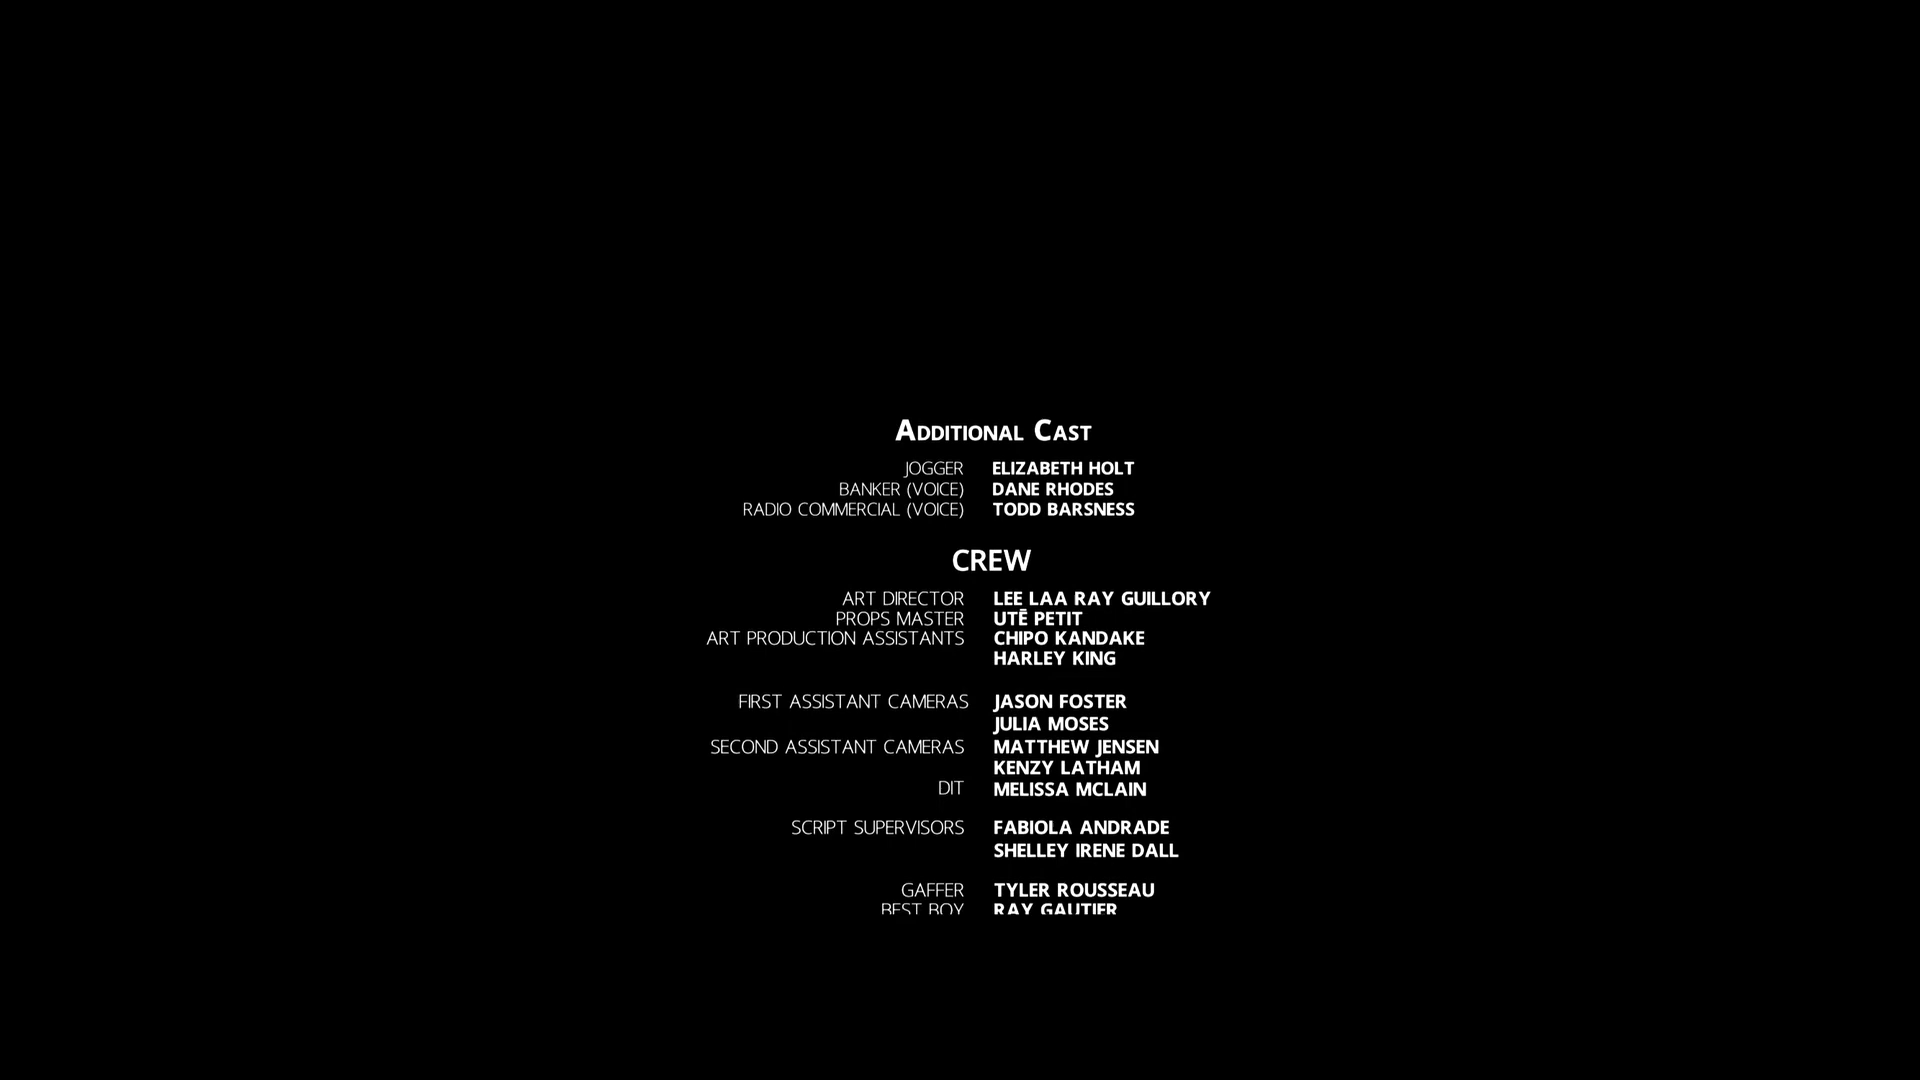 Additional Cast
JOGGER ELIZABETH HOLT
BANKER (VOICE) DANE RHODES
RADIO COMMERCIAL (VOICE) TODD BARSNESS
CREW
ART DIRECTOR LEE LAA RAY GUILLORY
PROPS MASTER UTĒ PETIT
ART PRODUCTION ASSISTANTS CHIPO KANDAKE
HARLEY KING
FIRST ASSISTANT CAMERAS JASON FOSTER
JULIA MOSES
SECOND ASSISTANT CAMERAS MATTHEW JENSEN
KENZY LATHAM
DIT MELISSA MCLAIN
SCRIPT SUPERVISORS FABIOLA ANDRADE
SHELLEY IRENE DALL
GAFFER TYLER ROUSSEAU
BEST BOY RAY GAUTIER